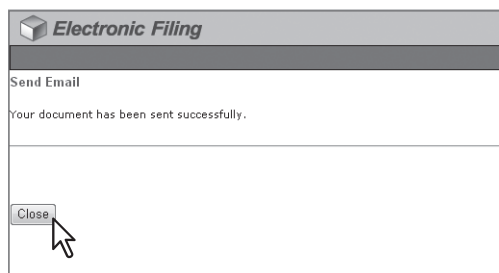 Electronic Filing
Send Email
Your document has been sent successfully.
Close